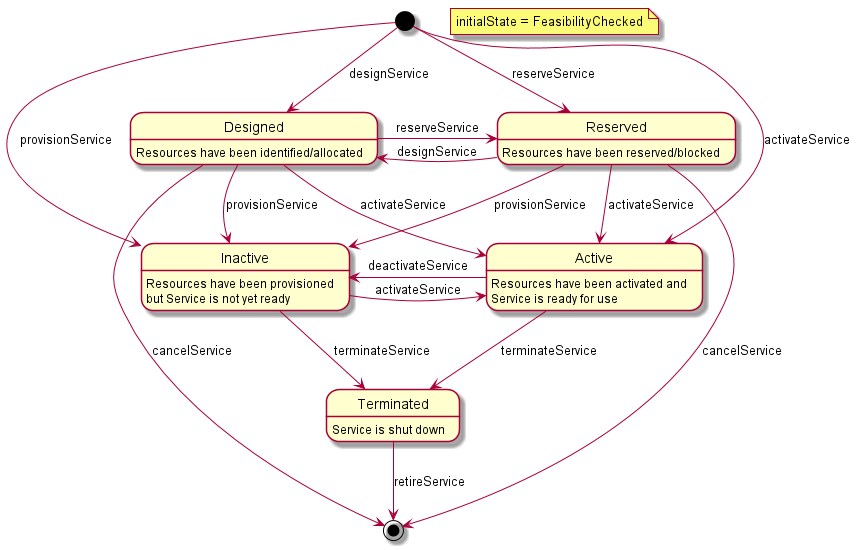 initialState = FeasibilityChecked
designService
reserveService
provisionService
activateService
Designed
Resources have been identified/allocated
reserveService
designService
Reserved
Resources have been reserved/blocked
provisionService
activateService
provisionService
activateService
Inactive
Resources have been provisioned
but Service is not yet ready
deactivateService
activateService
Active
Resources have been activated and
Service is ready for use
cancelService
terminateService
terminateService
cancelService
Terminated
Service is shut down
retireService